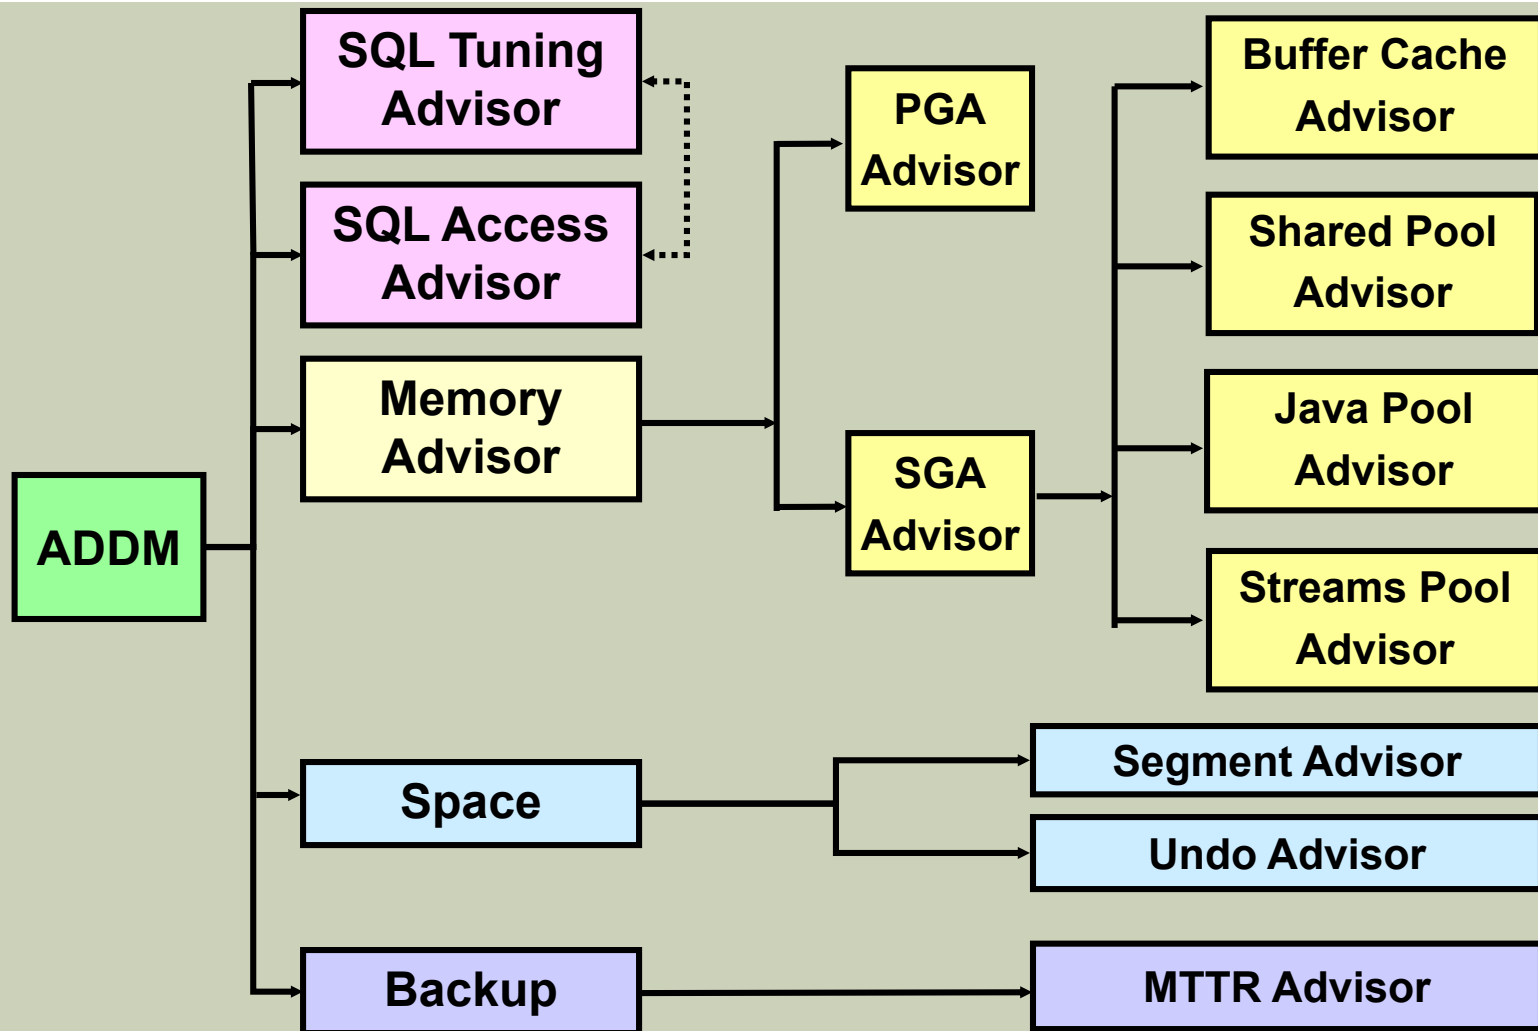 SQL Tuning
Advisor
SQL Access
Advisor
Memory
Advisor
ADDM
Space
Backup
PGA
Advisor
SGA
Advisor
Buffer Cache
Advisor
Shared Pool
Advisor
Java Pool
Advisor
Streams Pool
Advisor
Segment Advisor
Undo Advisor
MTTR Advisor